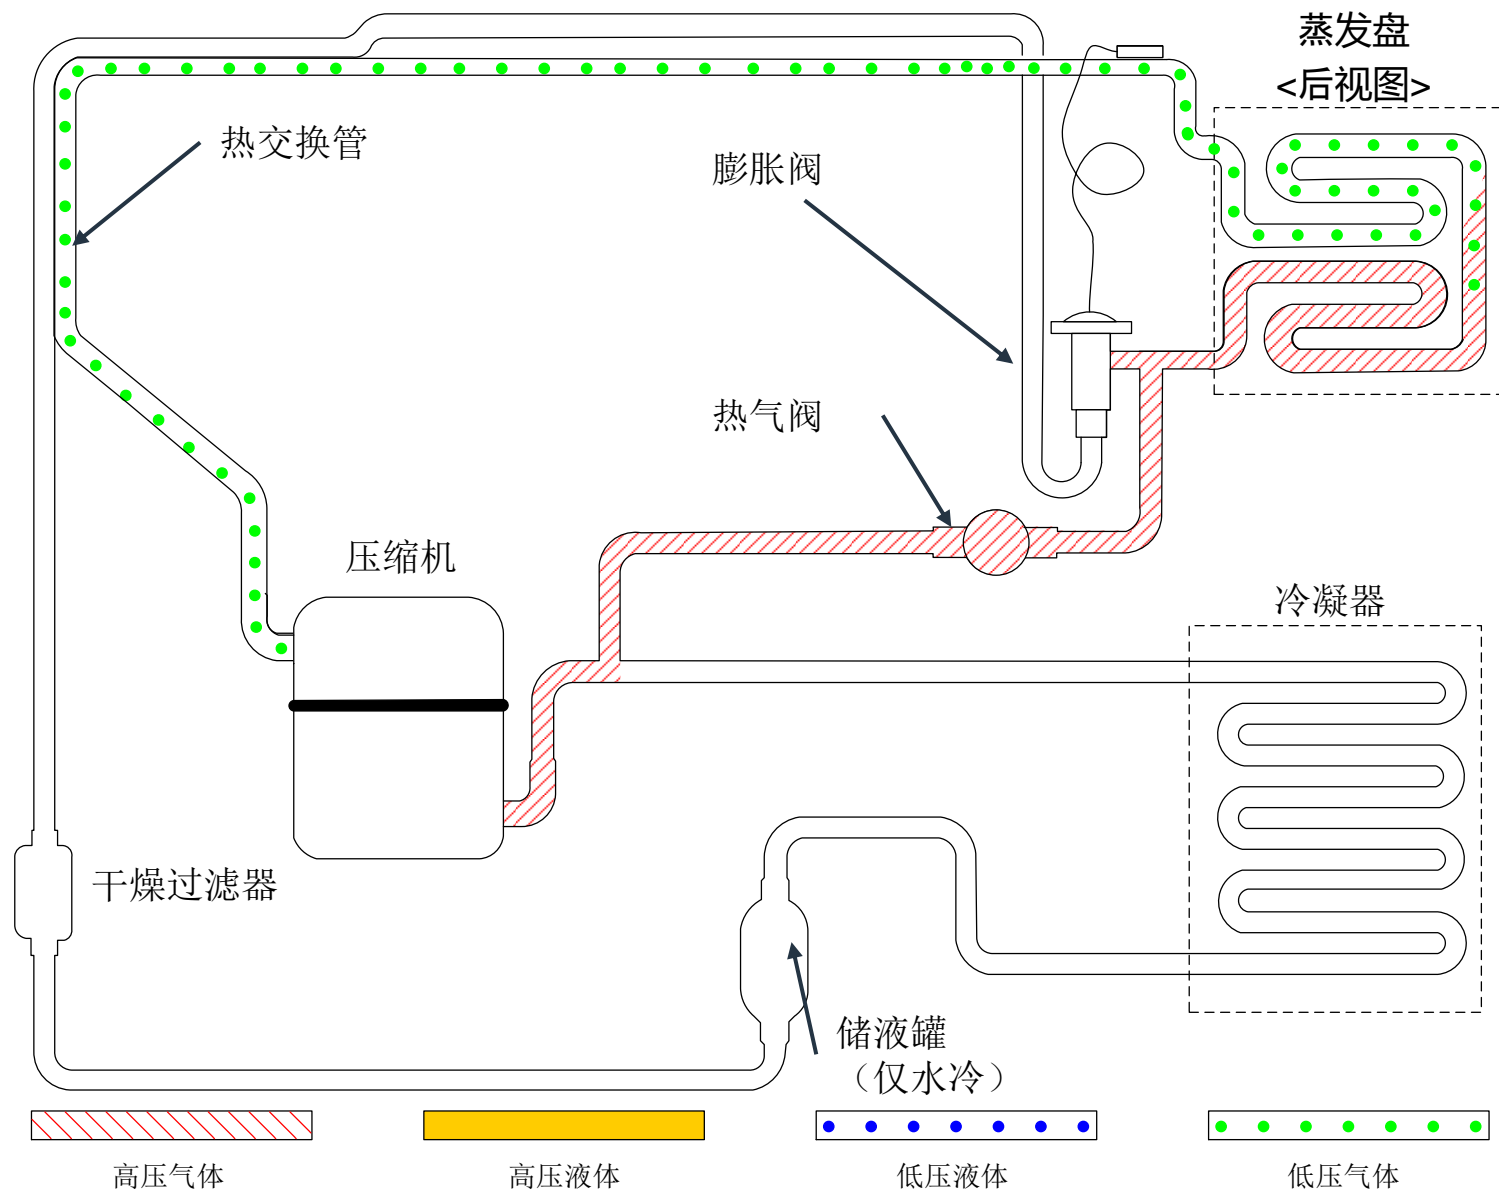 蒸发盘
<后视图>
热交换管
膨胀阀
热气阀
压缩机
冷凝器
干燥过滤器
储液罐
（仅水冷）
高压气体
高压液体
低压液体
低压气体